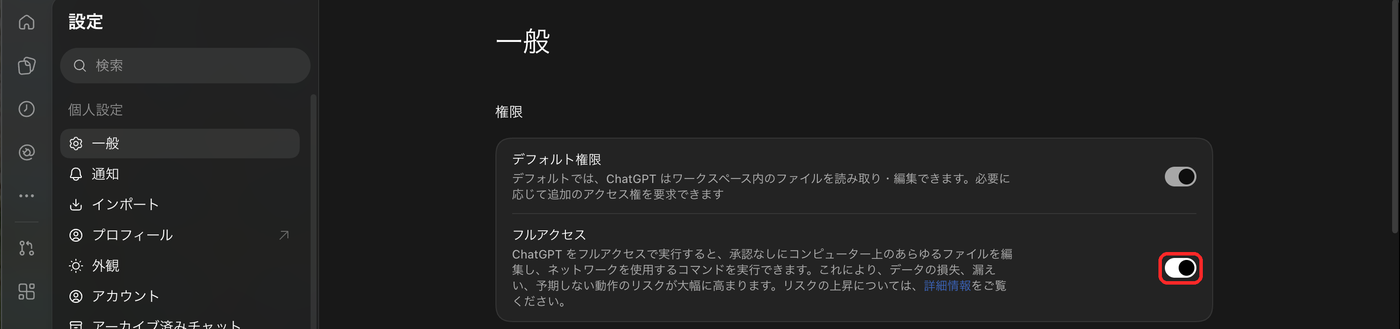 設定
検索
個人設定
一般
通知
インポート
プロフィール
外観
アカウント
アーカイブ済みチャット
一般
権限
デフォルト権限
デフォルトでは、ChatGPT はワークスペース内のファイルを読み取り・編集できます。必要に
応じて追加のアクセス権を要求できます
フルアクセス
ChatGPT をフルアクセスで実行すると、承認なしにコンピューター上のあらゆるファイルを編
集し、ネットワークを使用するコマンドを実行できます。これにより、データの損失、漏え
い、予期しない動作のリスクが大幅に高まります。リスクの上昇については、詳細情報をご覧
ください。